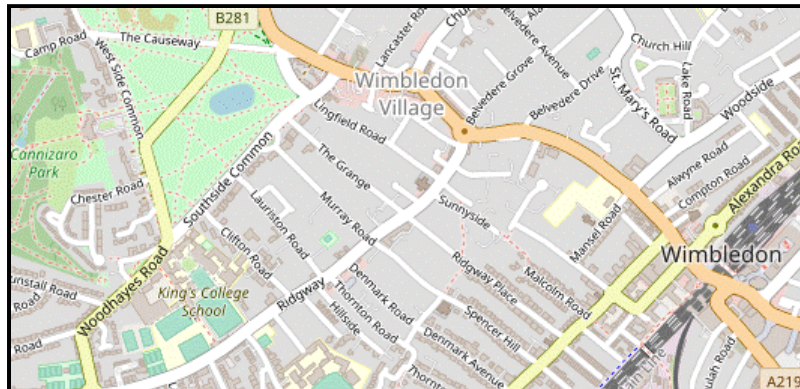 B281
Camp Road
The Causeway
West Side Common
Lancaster Road
Belvedere Avenue
Church Hill
Wimbledon
Village
Belvedere Grove
Belvedere Drive
St. Mary's Road
Lake Road
Woodside
Lingfield Road
Cannizaro
Park
Southside Common
The Grange
Alwyne Road
Compton Road
Chester Road
Lauriston Road
Murray Road
Sunnyside
Mansel Road
Alexandra Roa
Clifton Road
Woodhayes Road
Wimbledon
King's College
School
Ridgway
Denmark Road
Ridgway Place
Malcolm Road
Thornton Road
Hillside
Spencer Hill
Denmark Avenue
Road
A219